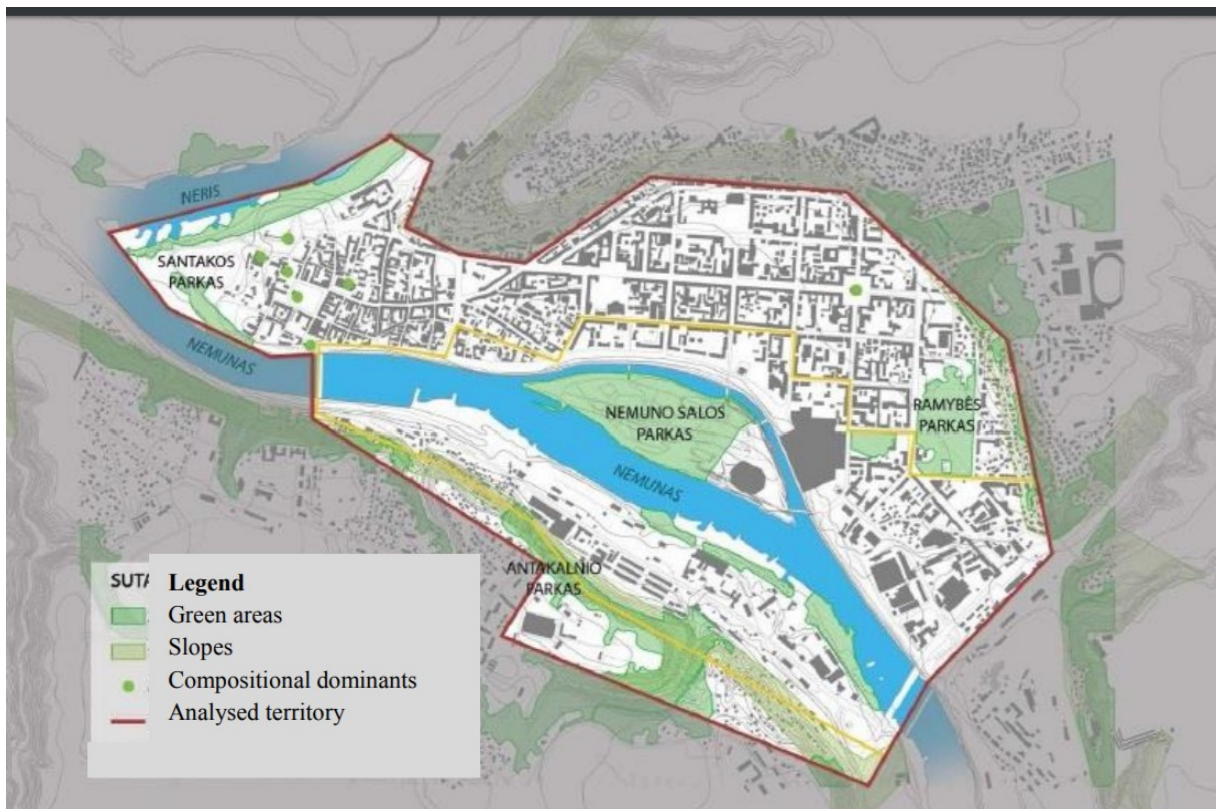 NERIS
SANTAKOS
PARKAS
NEMUNAS
NEMUNO SALOS
PARKAS
RAMYBĖS
PARKAS
NEMUNAS
ANTAKALNIO
PARKAS
SUTA
Legend
Green areas
Slopes
Compositional dominants
Analysed territory